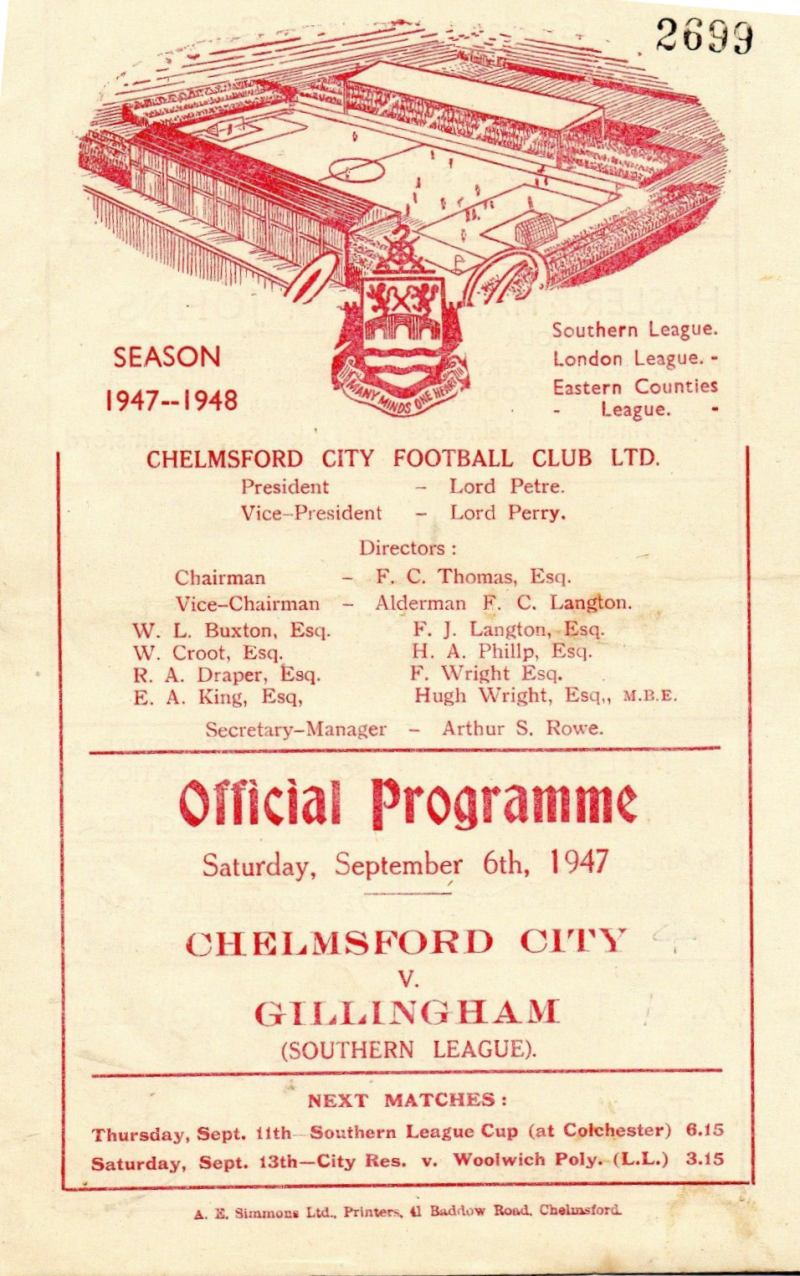 2699
MANY MINDS ONE HEART
SEASON
1947--1948
Southern League.
London League. -
Eastern Counties
- League. -
CHELMSFORD CITY FOOTBALL CLUB LTD.
President - Lord Petre.
Vice-President - Lord Perry.
Directors :
Chairman - F. C. Thomas, Esq.
Vice-Chairman - Alderman F. C. Langton.
W. L. Buxton, Esq. F. J. Langton, Esq.
W. Croot, Esq. H. A. Phillp, Esq.
R. A. Draper, Esq. F. Wright Esq.
E. A. King, Esq, Hugh Wright, Esq,, M.B.E.
Secretary-Manager - Arthur S. Rowe.
Official Programme
Saturday, September 6th, 1947
CHELMSFORD CITY
V.
GILLINGHAM
(SOUTHERN LEAGUE).
NEXT MATCHES :
Thursday, Sept. 11th—Southern League Cup (at Colchester) 6.15
Saturday, Sept. 13th—City Res. v. Woolwich Poly. (L.L.) 3.15
A. E. Simmons Ltd., Printers, 41 Baddow Road, Chelmsford.